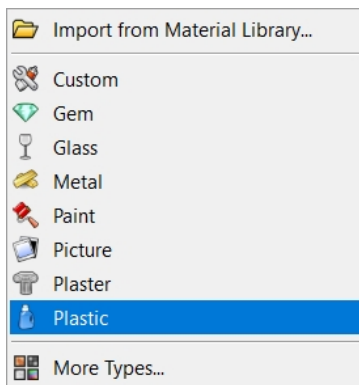 Import from Material Library...
Custom
Gem
Glass
Metal
Paint
Picture
Plaster
Plastic
More Types...